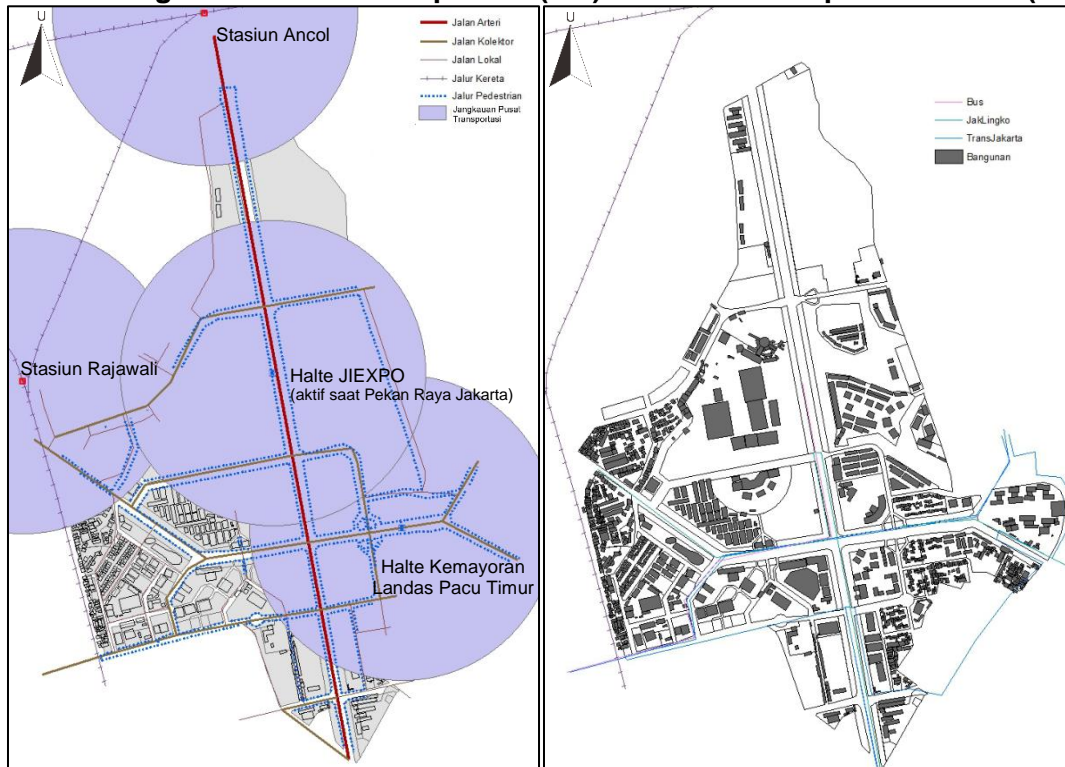 U
Stasiun Ancol
Jalan Arteri
Jalan Kolektor
Jalan Lokal
Jalur Kereta
Jalur Pedestrian
Jangkauan Pusat
Transportasi
Stasiun Rajawali
Halte JIEXPO
(aktif saat Pekan Raya Jakarta)
Halte Kemayoran
Landas Pacu Timur
U
Bus
JakLingko
TransJakarta
Bangunan